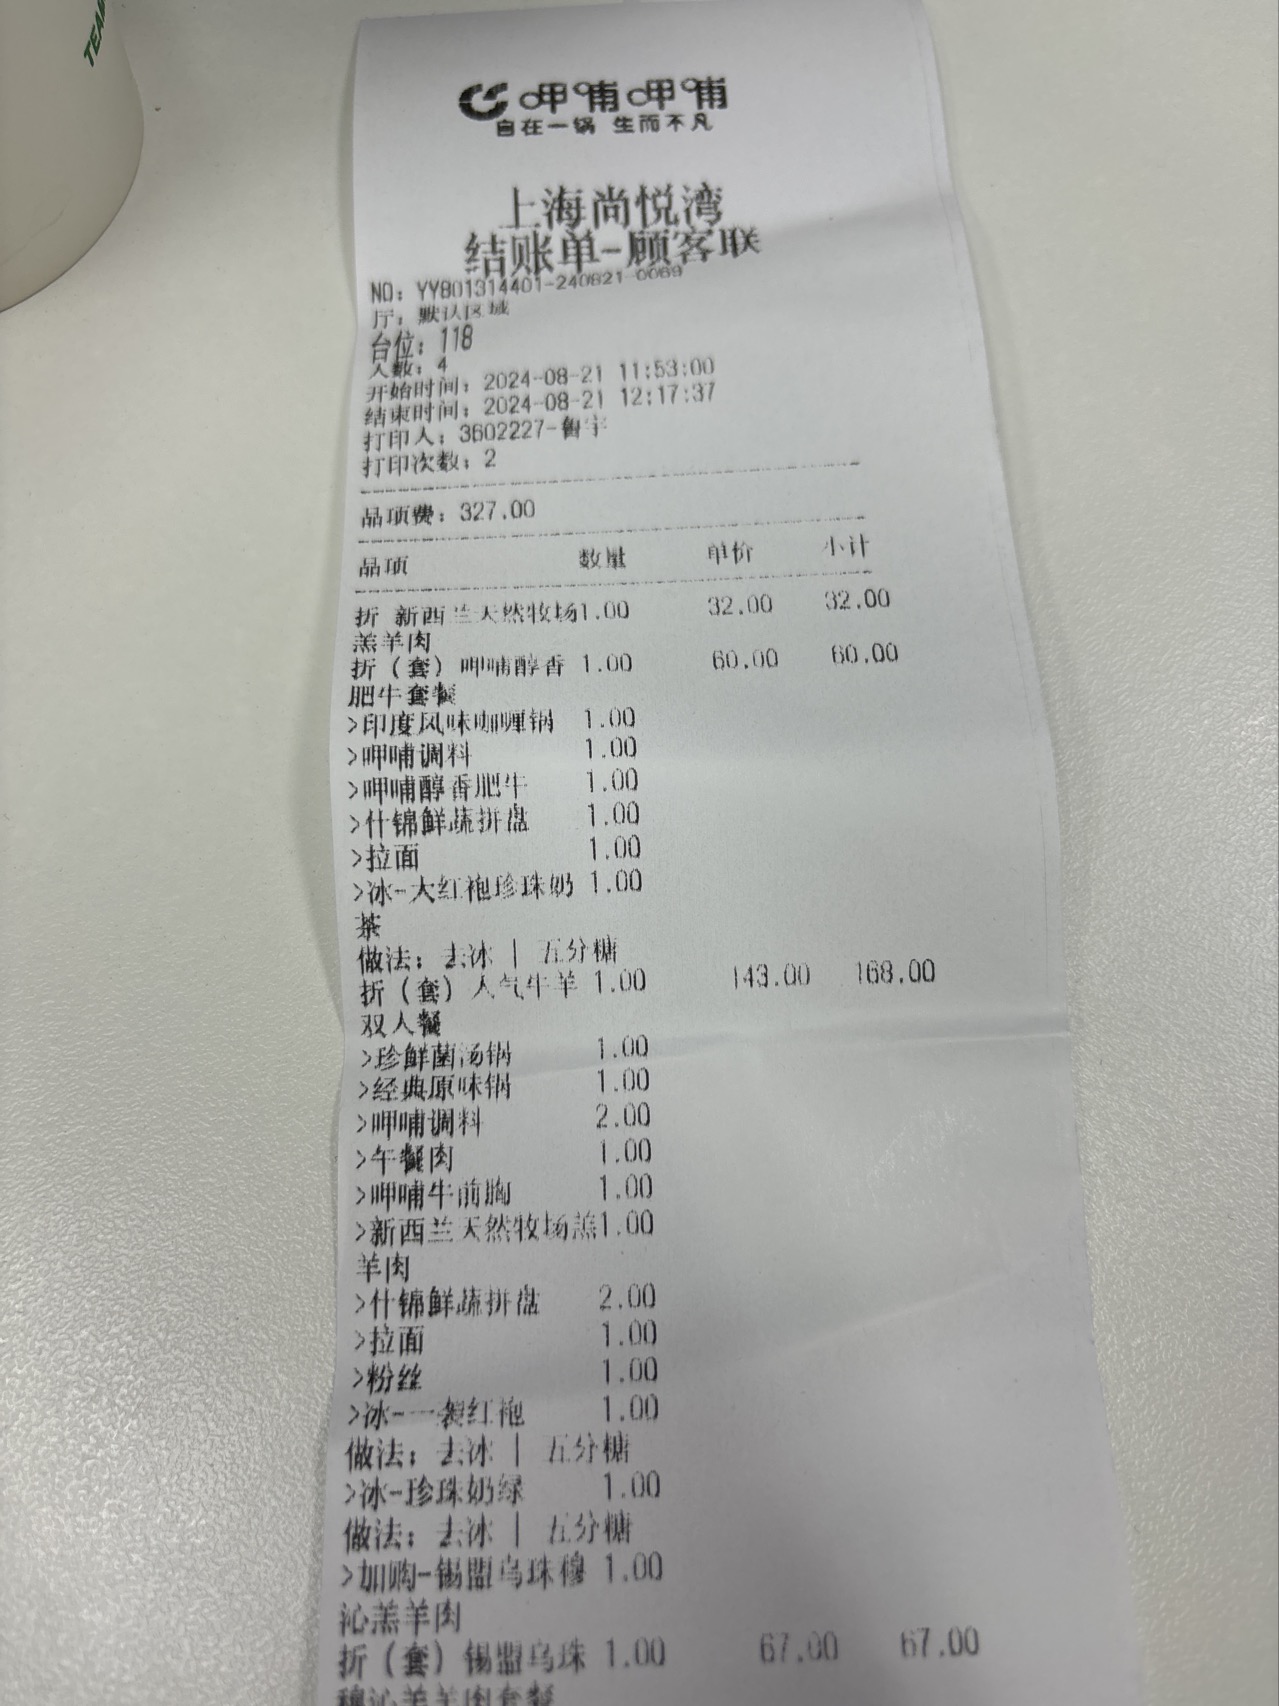 TEA
呷哺呷哺
自在一锅 生而不凡
上海尚悦湾
结账单-顾客联
NO: YY801314401-240821-0069
厅: 默认区域
台位: 118
人数: 4
开始时间: 2024-08-21 11:53:00
结束时间: 2024-08-21 12:17:37
打印人: 3602227-鲁宇
打印次数: 2
品项费: 327.00
品项 数量 单价 小计
折 新西兰天然牧场1.00 32.00 32.00
羔羊肉
折（套）呷哺醇香 1.00 60.00 60.00
肥牛套餐
>印度风味咖喱锅 1.00
>呷哺调料 1.00
>呷哺醇香肥牛 1.00
>什锦鲜蔬拼盘 1.00
>拉面 1.00
>冰-大红袍珍珠奶 1.00
茶
做法: 去冰 | 五分糖
折（套）人气牛羊 1.00 143.00 168.00
双人餐
>珍鲜菌汤锅 1.00
>经典原味锅 1.00
>呷哺调料 2.00
>午餐肉 1.00
>呷哺牛前胸 1.00
>新西兰天然牧场羔1.00
羊肉
>什锦鲜蔬拼盘 2.00
>拉面 1.00
>粉丝 1.00
>冰-一袭红袍 1.00
做法: 去冰 | 五分糖
>冰-珍珠奶绿 1.00
做法: 去冰 | 五分糖
>加购-锡盟乌珠穆 1.00
沁羔羊肉
折（套）锡盟乌珠 1.00 67.00 67.00
穆沁羔羊肉套餐